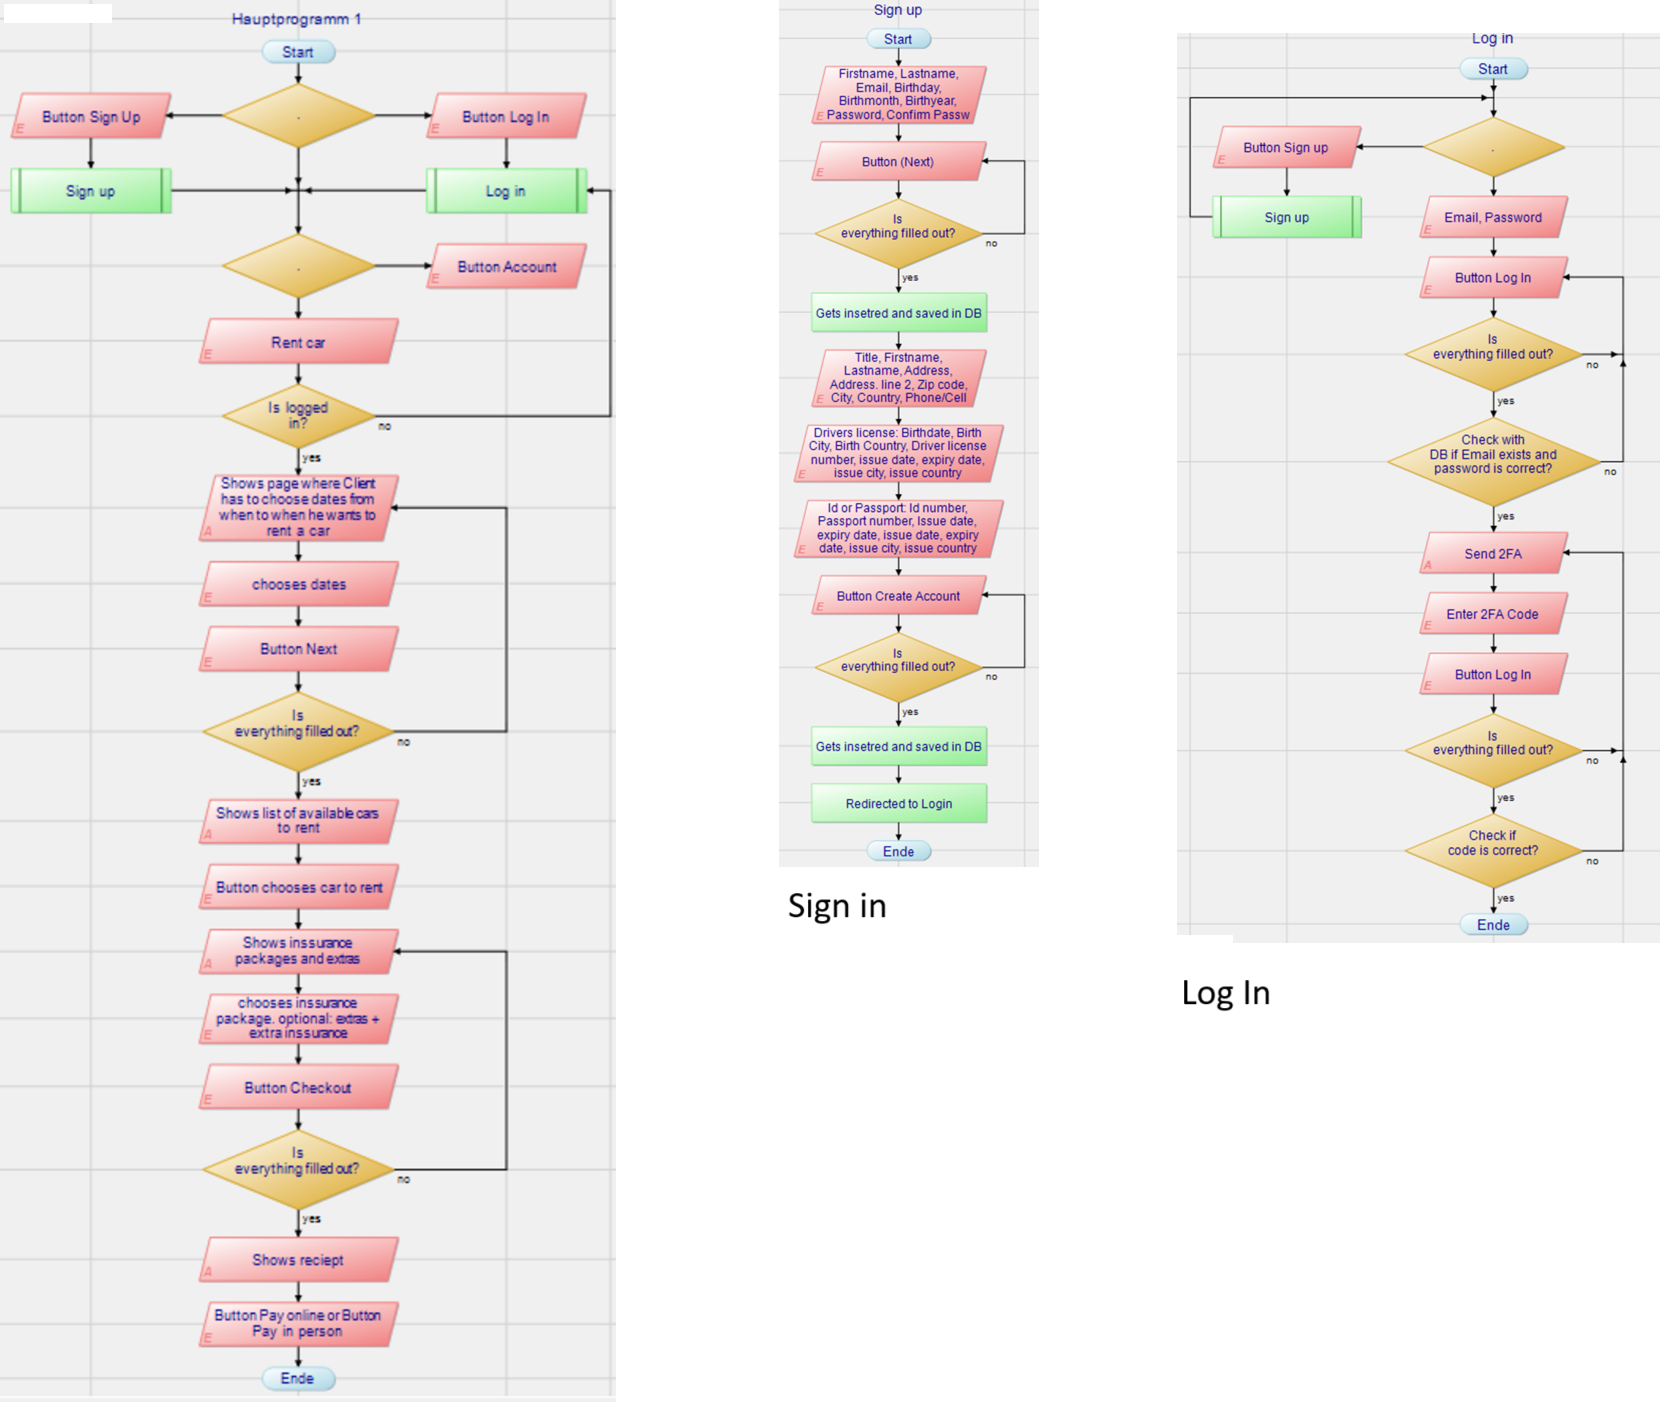 Hauptprogramm 1
Start
.
Button Sign Up
E
Button Log In
E
Sign up
Log in
.
Button Account
E
Rent car
E
Is logged
in?
no
yes
Shows page where Client
has to choose dates from
when to when he wants to
rent a car
A
chooses dates
E
Button Next
E
Is
everything filled out?
no
yes
Shows list of available cars
to rent
A
Button chooses car to rent
E
Shows inssurance
packages and extras
A
chooses inssurance
package. optional: extras +
extra inssurance
E
Button Checkout
E
Is
everything filled out?
no
yes
Shows reciept
A
Button Pay online or Button
Pay in person
E
Ende
Sign up
Start
Firstname, Lastname,
Email, Birthday,
Birthmonth, Birthyear,
Password, Confirm Passw
E
Button (Next)
E
Is
everything filled out?
no
yes
Gets insetred and saved in DB
Title, Firstname,
Lastname, Address,
Address. line 2, Zip code,
City, Country, Phone/Cell
E
Drivers license: Birthdate, Birth
City, Birth Country, Driver license
number, issue date, expiry date,
issue city, issue country
E
Id or Passport: Id number,
Passport number, Issue date,
expiry date, issue date, expiry
date, issue city, issue country
E
Button Create Account
E
Is
everything filled out?
no
yes
Gets insetred and saved in DB
Redirected to Login
Ende
Sign in
Log in
Start
.
Button Sign up
E
Sign up
Email, Password
E
Button Log In
E
Is
everything filled out?
no
yes
Check with
DB if Email exists and
password is correct?
no
yes
Send 2FA
A
Enter 2FA Code
E
Button Log In
E
Is
everything filled out?
no
yes
Check if
code is correct?
no
yes
Ende
Log In